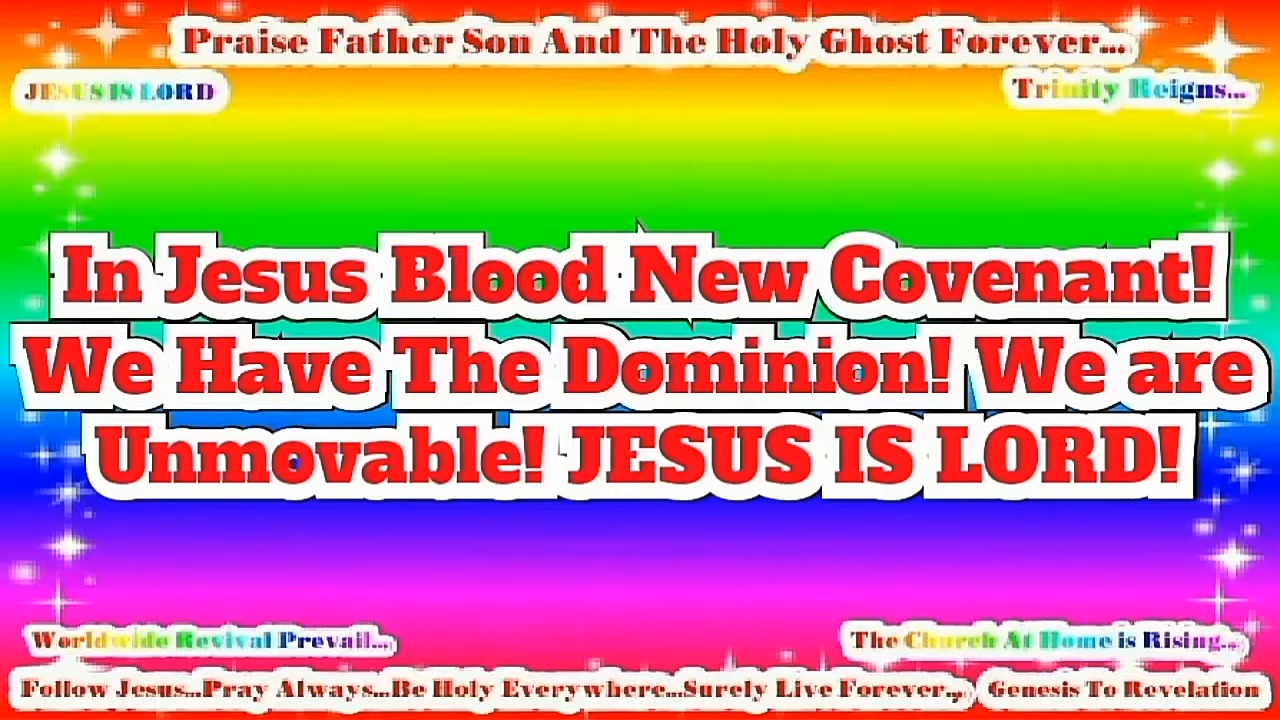 Praise Father Son And The Holy Ghost Forever...
JESUS IS LORD
Trinity Reigns...
In Jesus Blood New Covenant!
We Have The Dominion! We are
Unmovable! JESUS IS LORD!
Worldwide Revival Prevail...
The Church At Home is Rising...
Follow Jesus...Pray Always...Be Holy Everywhere...Surely Live Forever...,
Genesis To Revelation